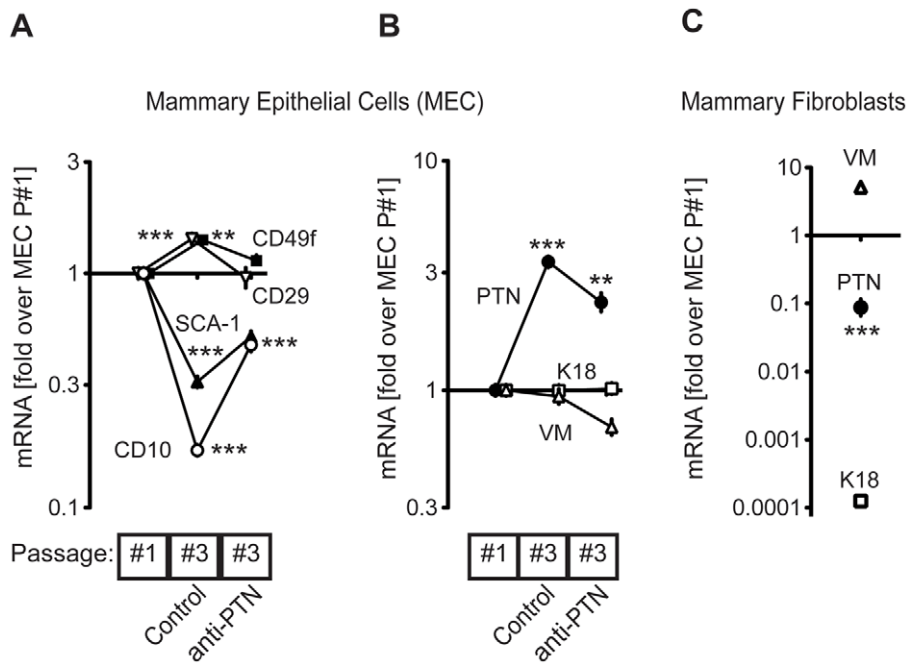 A
B
C
Mammary Epithelial Cells (MEC)
Mammary Fibroblasts
mRNA [fold over MEC P#1]
3
1
0.3
0.1
***
**
CD49f
CD29
SCA-1
***
***
CD10
***
mRNA [fold over MEC P#1]
10
3
1
0.3
***
**
PTN
K18
VM
mRNA [fold over MEC P#1]
10
1
0.1
0.01
0.001
0.0001
VM
PTN
***
K18
Passage: #1 #3 #3
Control
anti-PTN
#1 #3 #3
Control
anti-PTN